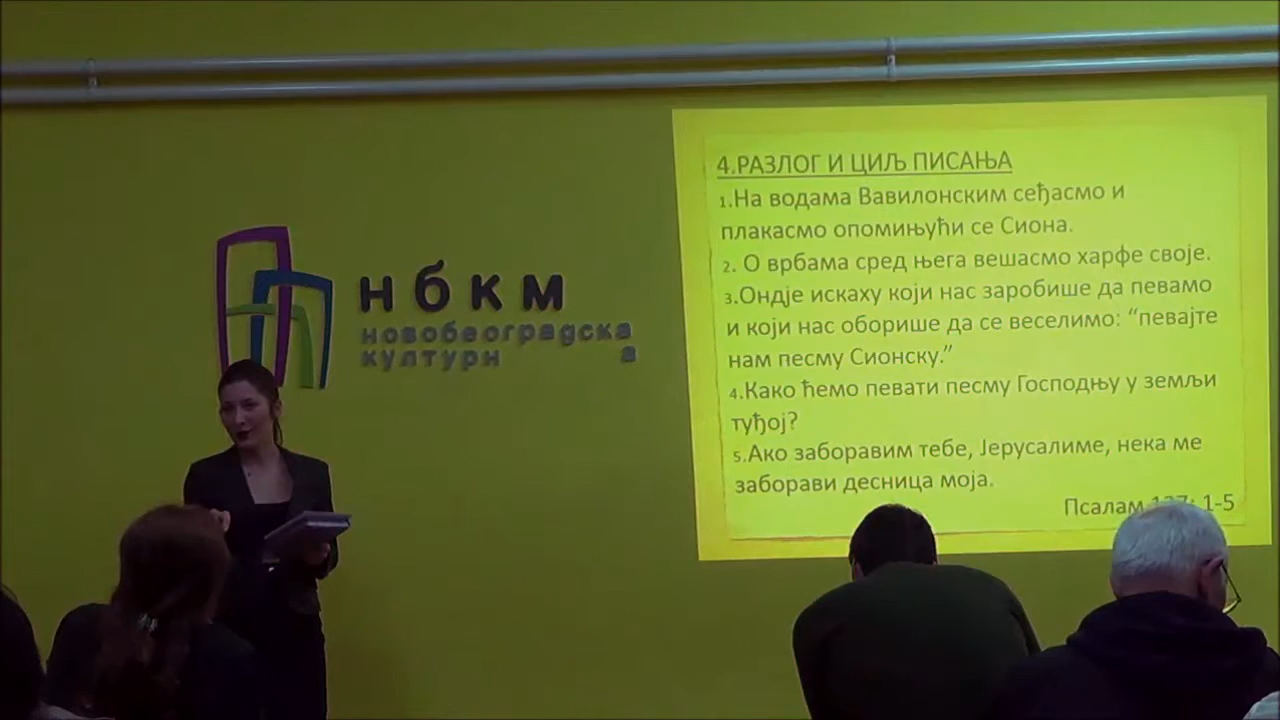 нбкм
новобеоградска
културн
а
4.РАЗЛОГ И ЦИЉ ПИСАЊА
1.На водама Вавилонским сеђасмо и
плакасмо опомињући се Сиона.
2. О врбама сред њега вешасмо харфе своје.
3.Ондје искаху који нас заробише да певамо
и који нас оборише да се веселимо: “певајте
нам песму Сионску.”
4.Како ћемо певати песму Господњу у земљи
туђој?
5.Ако заборавим тебе, Јерусалиме, нека ме
заборави десница моја.
Псалам 137: 1-5